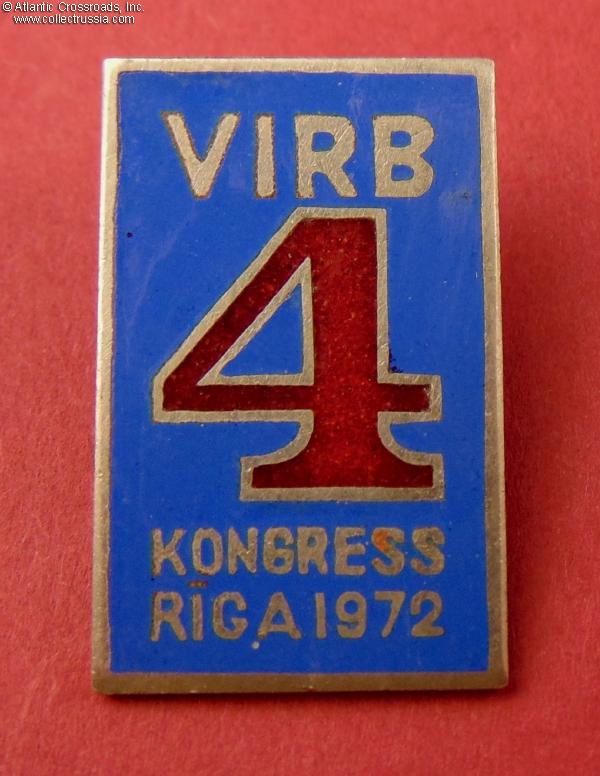 © Atlantic Crossroads, Inc.
www.collectrussia.com
VIRB
4
KONGRESS
RĪGA 1972